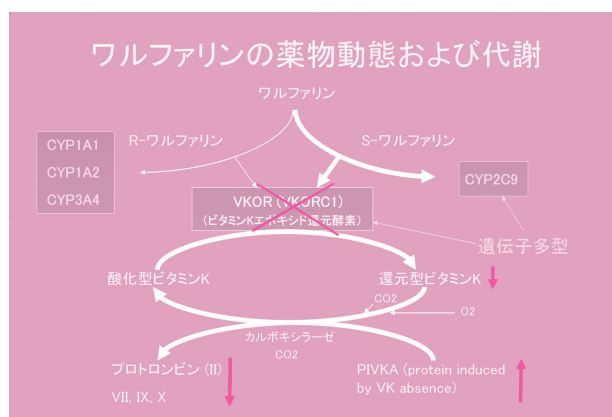 ワルファリンの薬物動態および代謝
ワルファリン
R-ワルファリン
S-ワルファリン
CYP1A1
CYP1A2
CYP3A4
CYP2C9
VKOR (VKORC1)
(ビタミンKエポキシド還元酵素)
遺伝子多型
酸化型ビタミンK
還元型ビタミンK
CO2
O2
カルボキシラーゼ
CO2
プロトロンビン (II)
VII, IX, X
PIVKA (protein induced
by VK absence)